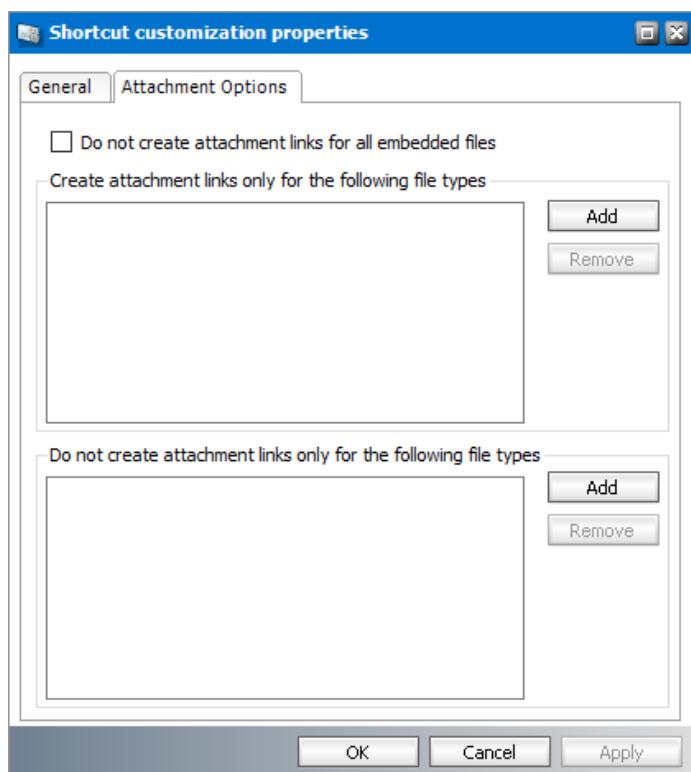 Shortcut customization properties
General
Attachment Options
Do not create attachment links for all embedded files
Create attachment links only for the following file types
Add
Remove
Do not create attachment links only for the following file types
Add
Remove
OK
Cancel
Apply